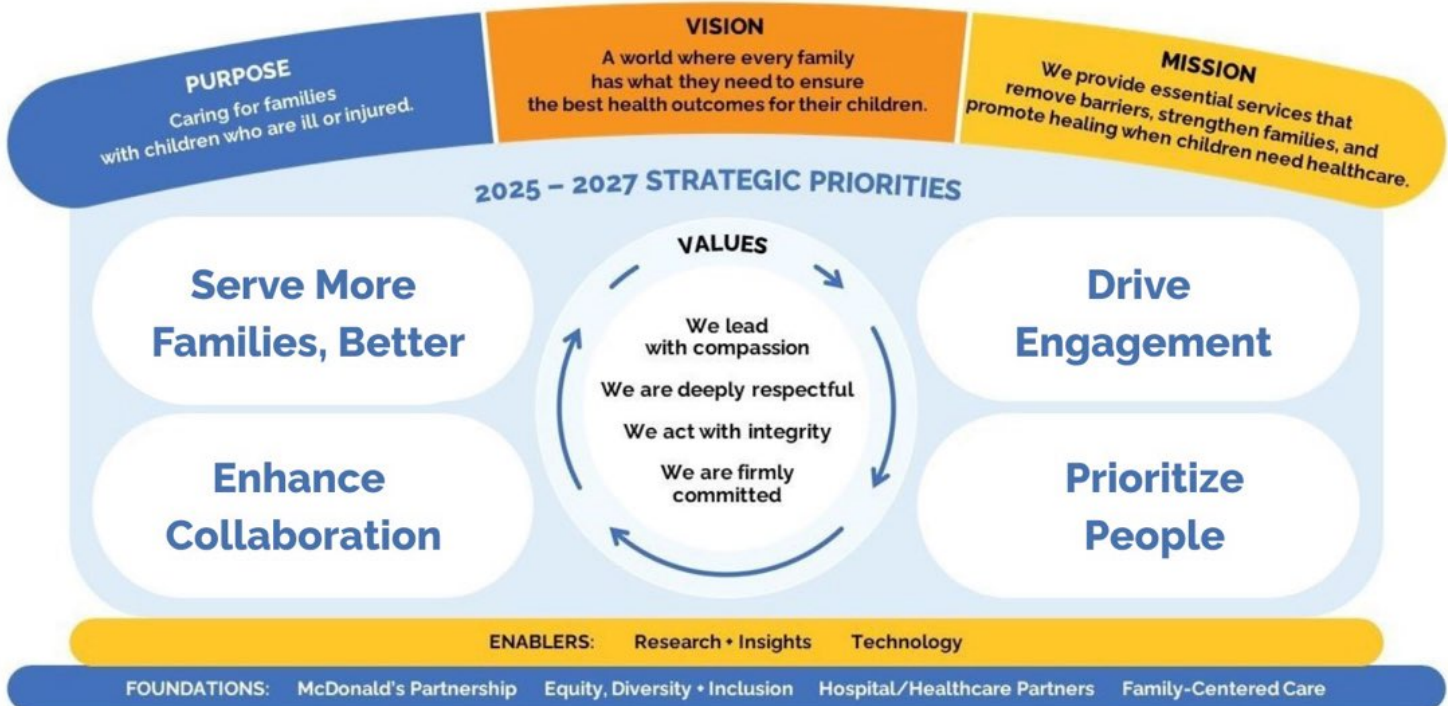 PURPOSE
Caring for families
with children who are ill or injured.
VISION
A world where every family
has what they need to ensure
the best health outcomes for their children.
MISSION
We provide essential services that
remove barriers, strengthen families, and
promote healing when children need healthcare.
2025 – 2027 STRATEGIC PRIORITIES
Serve More
Families, Better
Enhance
Collaboration
VALUES
We lead
with compassion
We are deeply respectful
We act with integrity
We are firmly
committed
Drive
Engagement
Prioritize
People
ENABLERS: Research + Insights Technology
FOUNDATIONS: McDonald's Partnership Equity, Diversity + Inclusion Hospital/Healthcare Partners Family-Centered Care